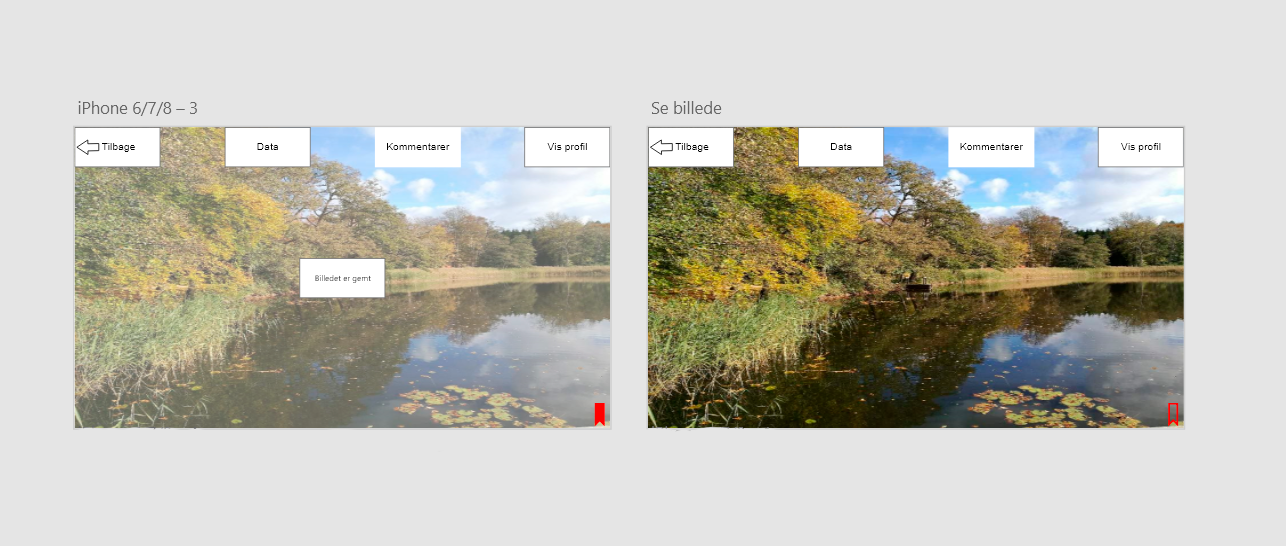 iPhone 6/7/8 – 3
Tilbage
Data
Kommentarer
Vis profil
Billedet er gemt
Se billede
Tilbage
Data
Kommentarer
Vis profil